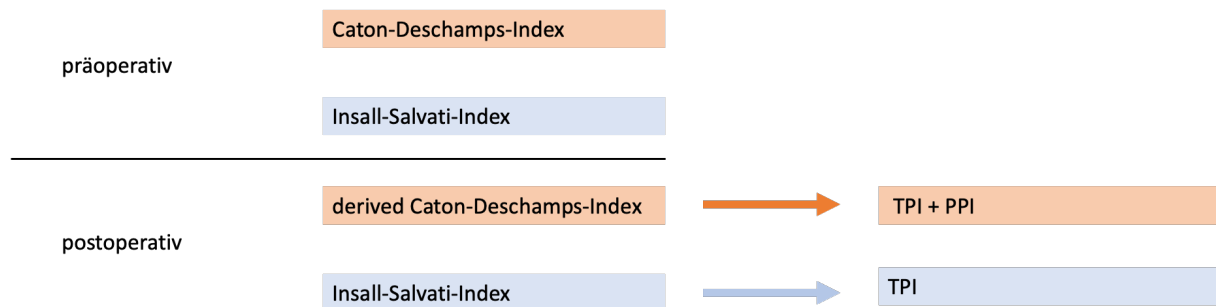 Caton-Deschamps-Index
präoperativ
Insall-Salvati-Index
derived Caton-Deschamps-Index
TPI + PPI
postoperativ
Insall-Salvati-Index
TPI